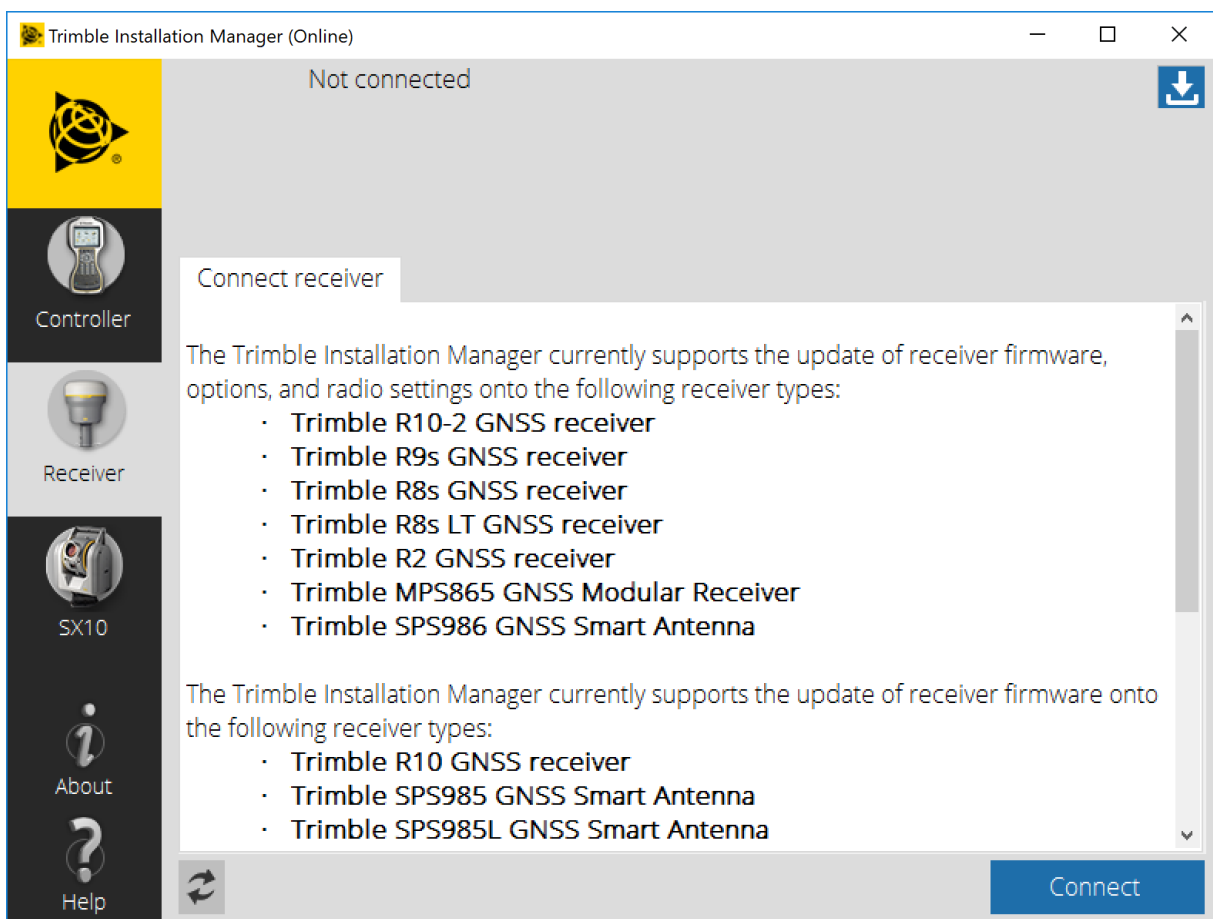 Trimble Installation Manager (Online)
Not connected
Controller
Receiver
SX10
About
Help
Connect receiver
The Trimble Installation Manager currently supports the update of receiver firmware,
options, and radio settings onto the following receiver types:
· Trimble R10-2 GNSS receiver
· Trimble R9s GNSS receiver
· Trimble R8s GNSS receiver
· Trimble R8s LT GNSS receiver
· Trimble R2 GNSS receiver
· Trimble MPS865 GNSS Modular Receiver
· Trimble SPS986 GNSS Smart Antenna
The Trimble Installation Manager currently supports the update of receiver firmware onto
the following receiver types:
· Trimble R10 GNSS receiver
· Trimble SPS985 GNSS Smart Antenna
· Trimble SPS985L GNSS Smart Antenna
Connect